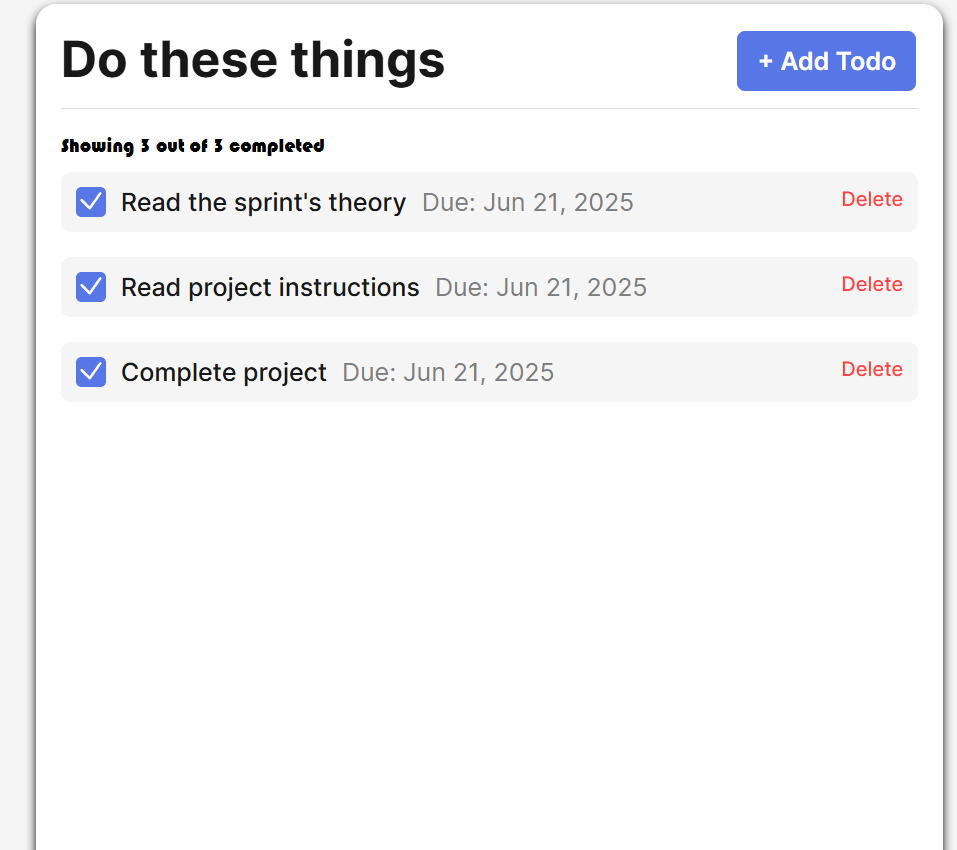 Do these things
+ Add Todo
Showing 3 out of 3 completed
Read the sprint's theory Due: Jun 21, 2025 Delete
Read project instructions Due: Jun 21, 2025 Delete
Complete project Due: Jun 21, 2025 Delete